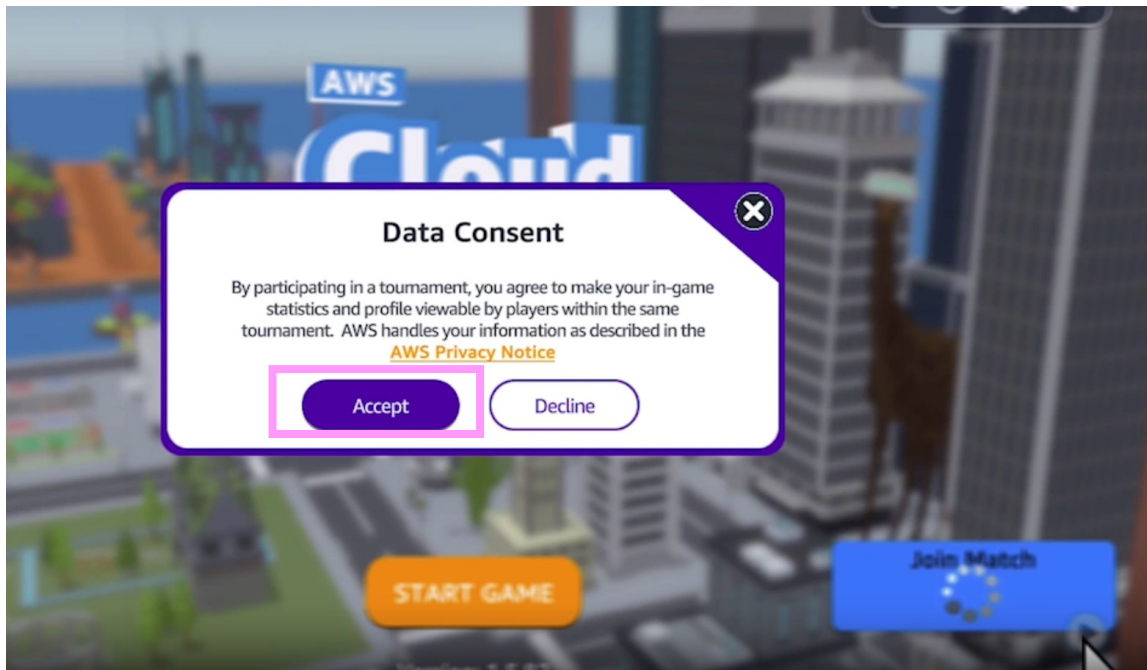 AWS
Cloud
Data Consent
By participating in a tournament, you agree to make your in-game
statistics and profile viewable by players within the same
tournament. AWS handles your information as described in the
AWS Privacy Notice
Accept
Decline
START GAME
Join Match